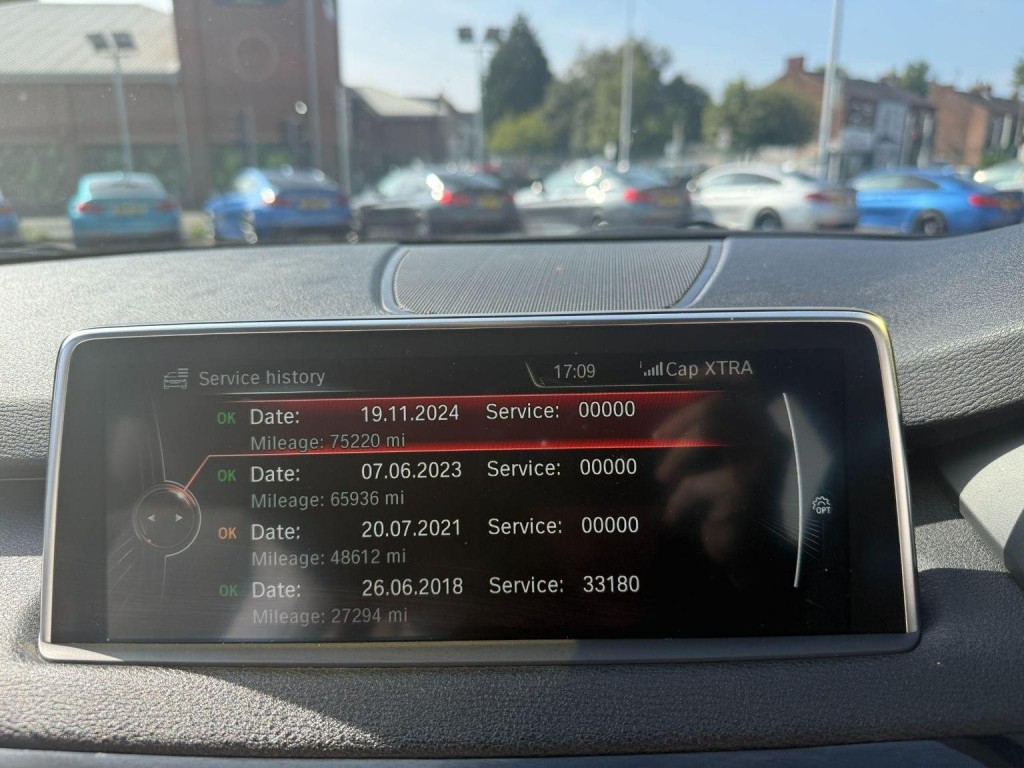 Service history 17:09 Cap XTRA
OK Date: 19.11.2024 Service: 00000
Mileage: 75220 mi
OK Date: 07.06.2023 Service: 00000
Mileage: 65936 mi
OK Date: 20.07.2021 Service: 00000
Mileage: 48612 mi
OK Date: 26.06.2018 Service: 33180
Mileage: 27294 mi
OPT